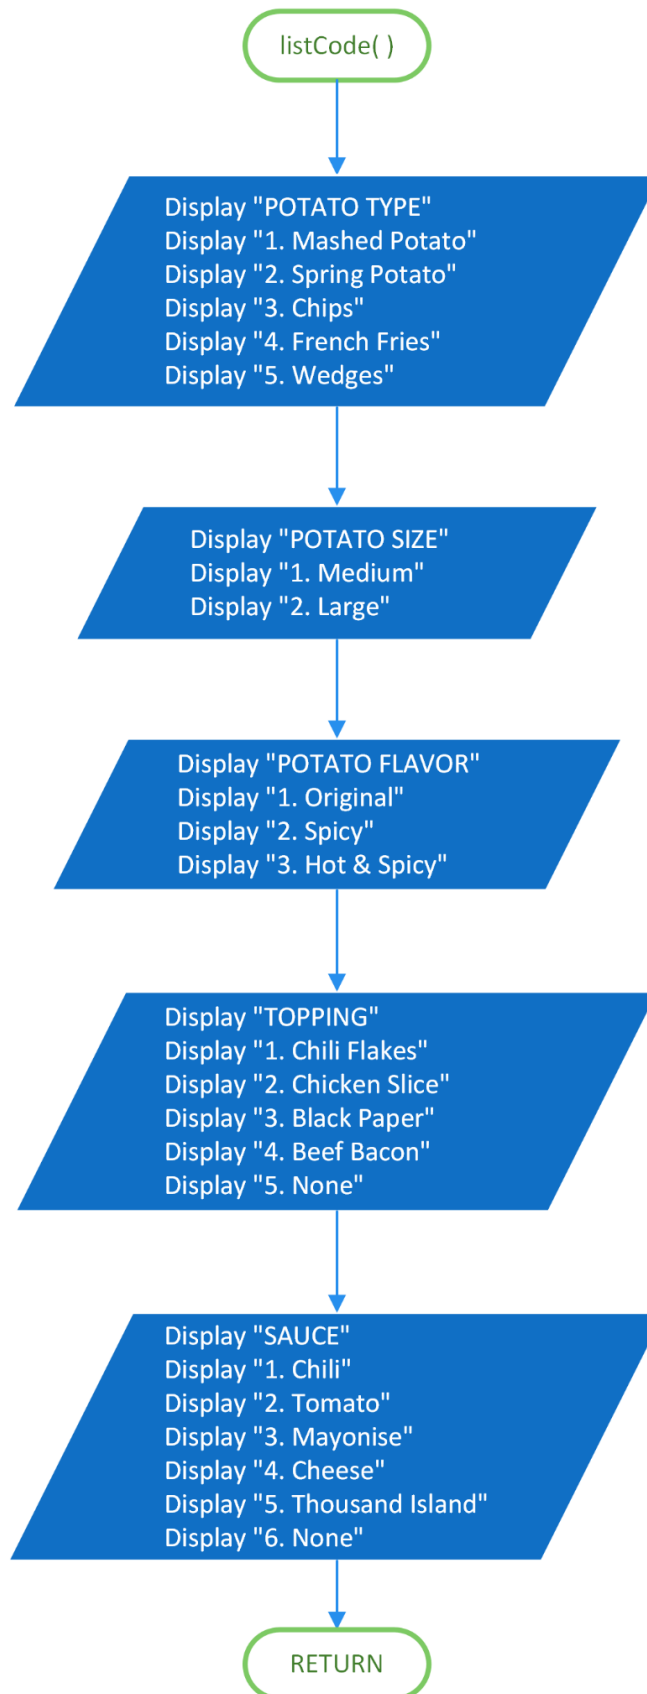 listCode( )
Display "POTATO TYPE"
Display "1. Mashed Potato"
Display "2. Spring Potato"
Display "3. Chips"
Display "4. French Fries"
Display "5. Wedges"
Display "POTATO SIZE"
Display "1. Medium"
Display "2. Large"
Display "POTATO FLAVOR"
Display "1. Original"
Display "2. Spicy"
Display "3. Hot & Spicy"
Display "TOPPING"
Display "1. Chili Flakes"
Display "2. Chicken Slice"
Display "3. Black Paper"
Display "4. Beef Bacon"
Display "5. None"
Display "SAUCE"
Display "1. Chili"
Display "2. Tomato"
Display "3. Mayonise"
Display "4. Cheese"
Display "5. Thousand Island"
Display "6. None"
RETURN